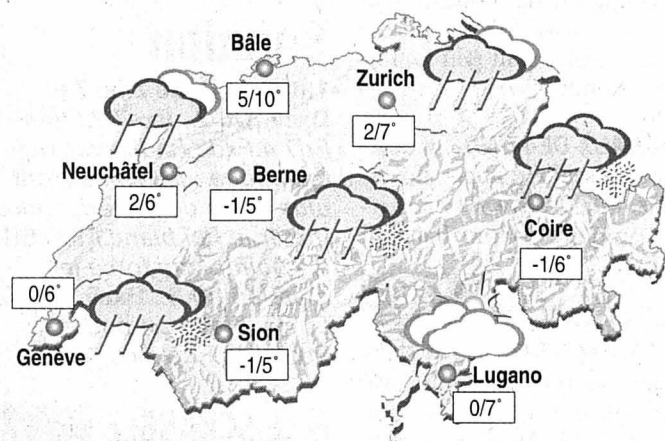 Bâle
5/10°
Zurich
2/7°
Neuchâtel
2/6°
Berne
-1/5°
Coire
-1/6°
0/6°
Genève
Sion
-1/5°
Lugano
0/7°